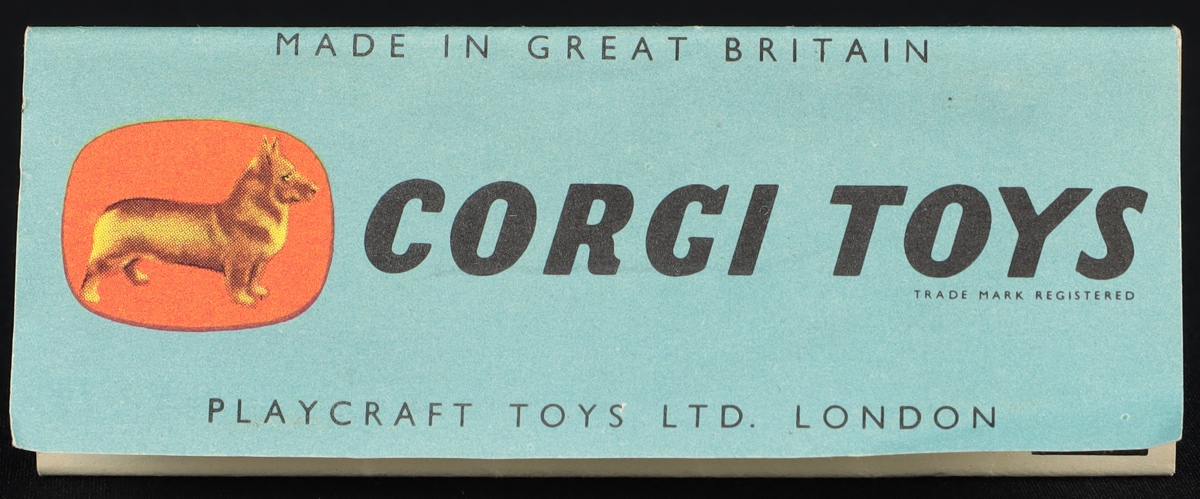 MADE IN GREAT BRITAIN
CORGI TOYS
TRADE MARK REGISTERED
PLAYCRAFT TOYS LTD. LONDON